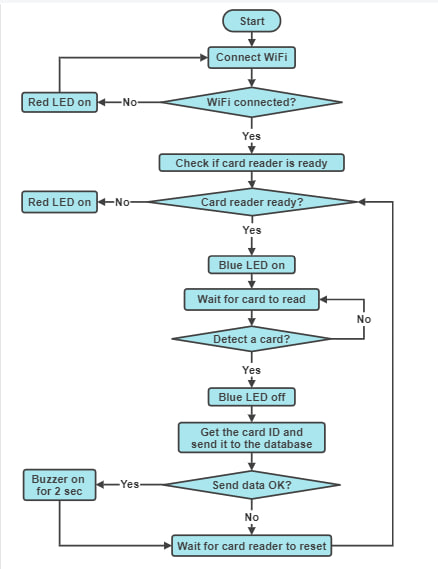 Start
Connect WiFi
Red LED on
No
WiFi connected?
Yes
Check if card reader is ready
Red LED on
No
Card reader ready?
Yes
Blue LED on
Wait for card to read
No
Detect a card?
Yes
Blue LED off
Get the card ID and
send it to the database
Buzzer on
for 2 sec
Yes
Send data OK?
No
Wait for card reader to reset